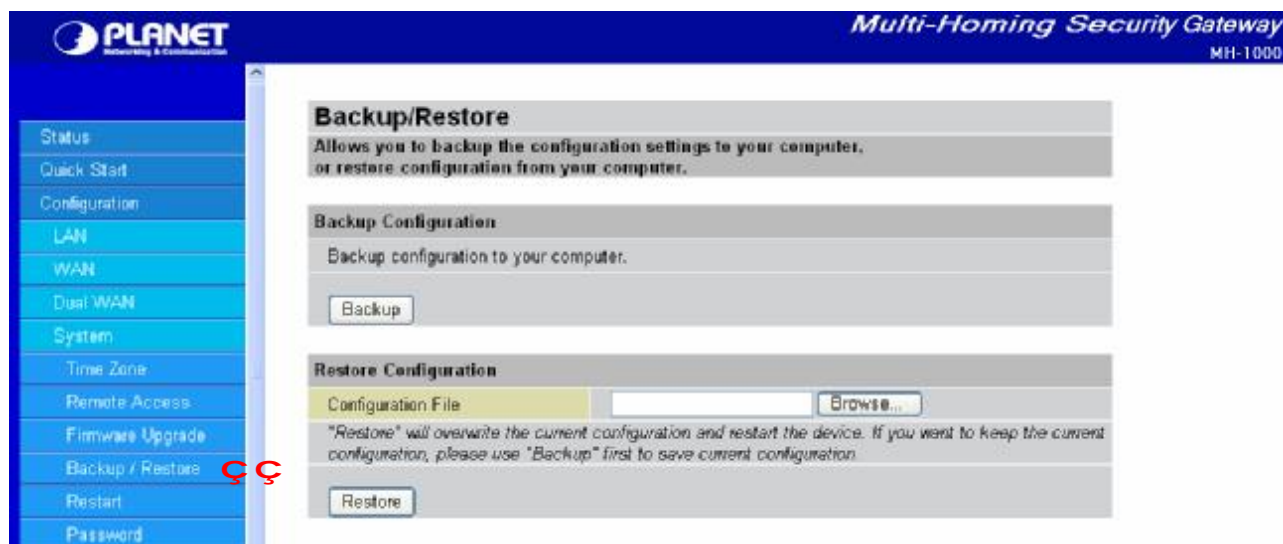 PLANET
Networking & Communication
Multi-Homing Security Gateway
MH-1000
Status
Quick Start
Configuration
LAN
WAN
Dual WAN
System
Time Zone
Remote Access
Firmware Upgrade
Backup / Restore Ç Ç
Restart
Password
Backup/Restore
Allows you to backup the configuration settings to your computer,
or restore configuration from your computer.
Backup Configuration
Backup configuration to your computer.
Backup
Restore Configuration
Configuration File Browse...
"Restore" will overwrite the current configuration and restart the device. If you want to keep the current
configuration, please use "Backup" first to save current configuration.
Restore